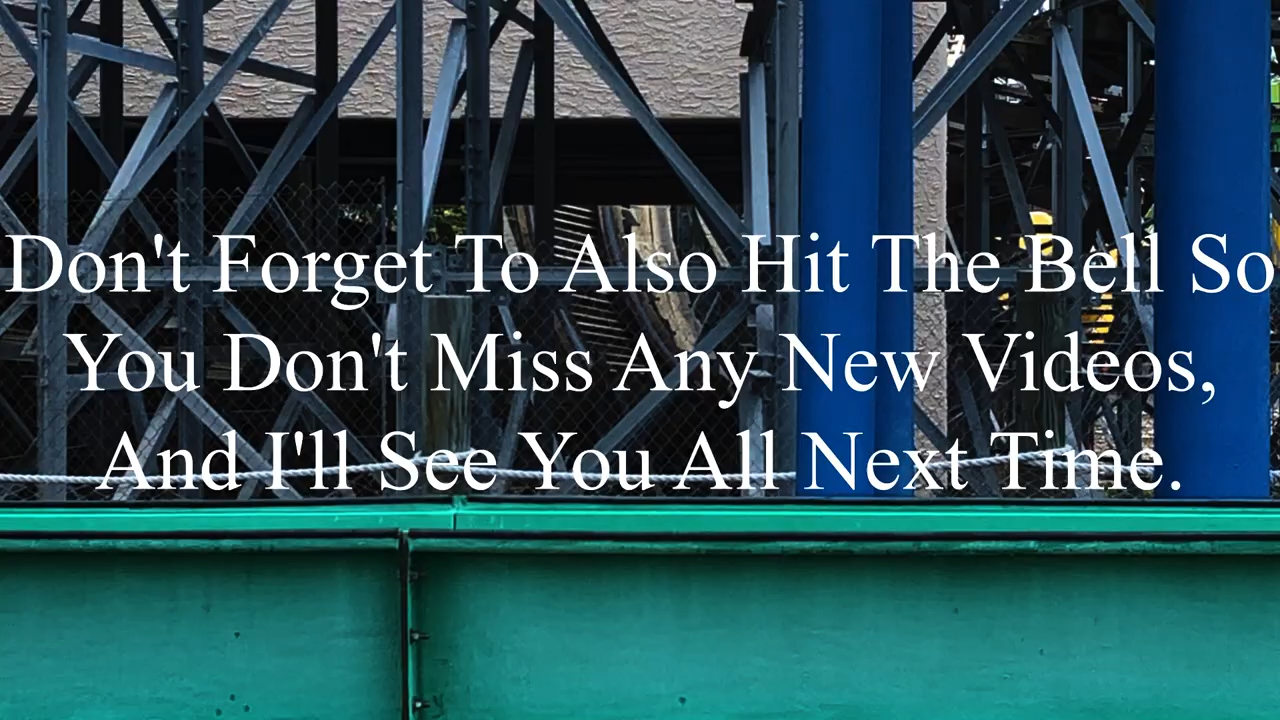 Don't Forget To Also Hit The Bell So
You Don't Miss Any New Videos,
And I'll See You All Next Time.